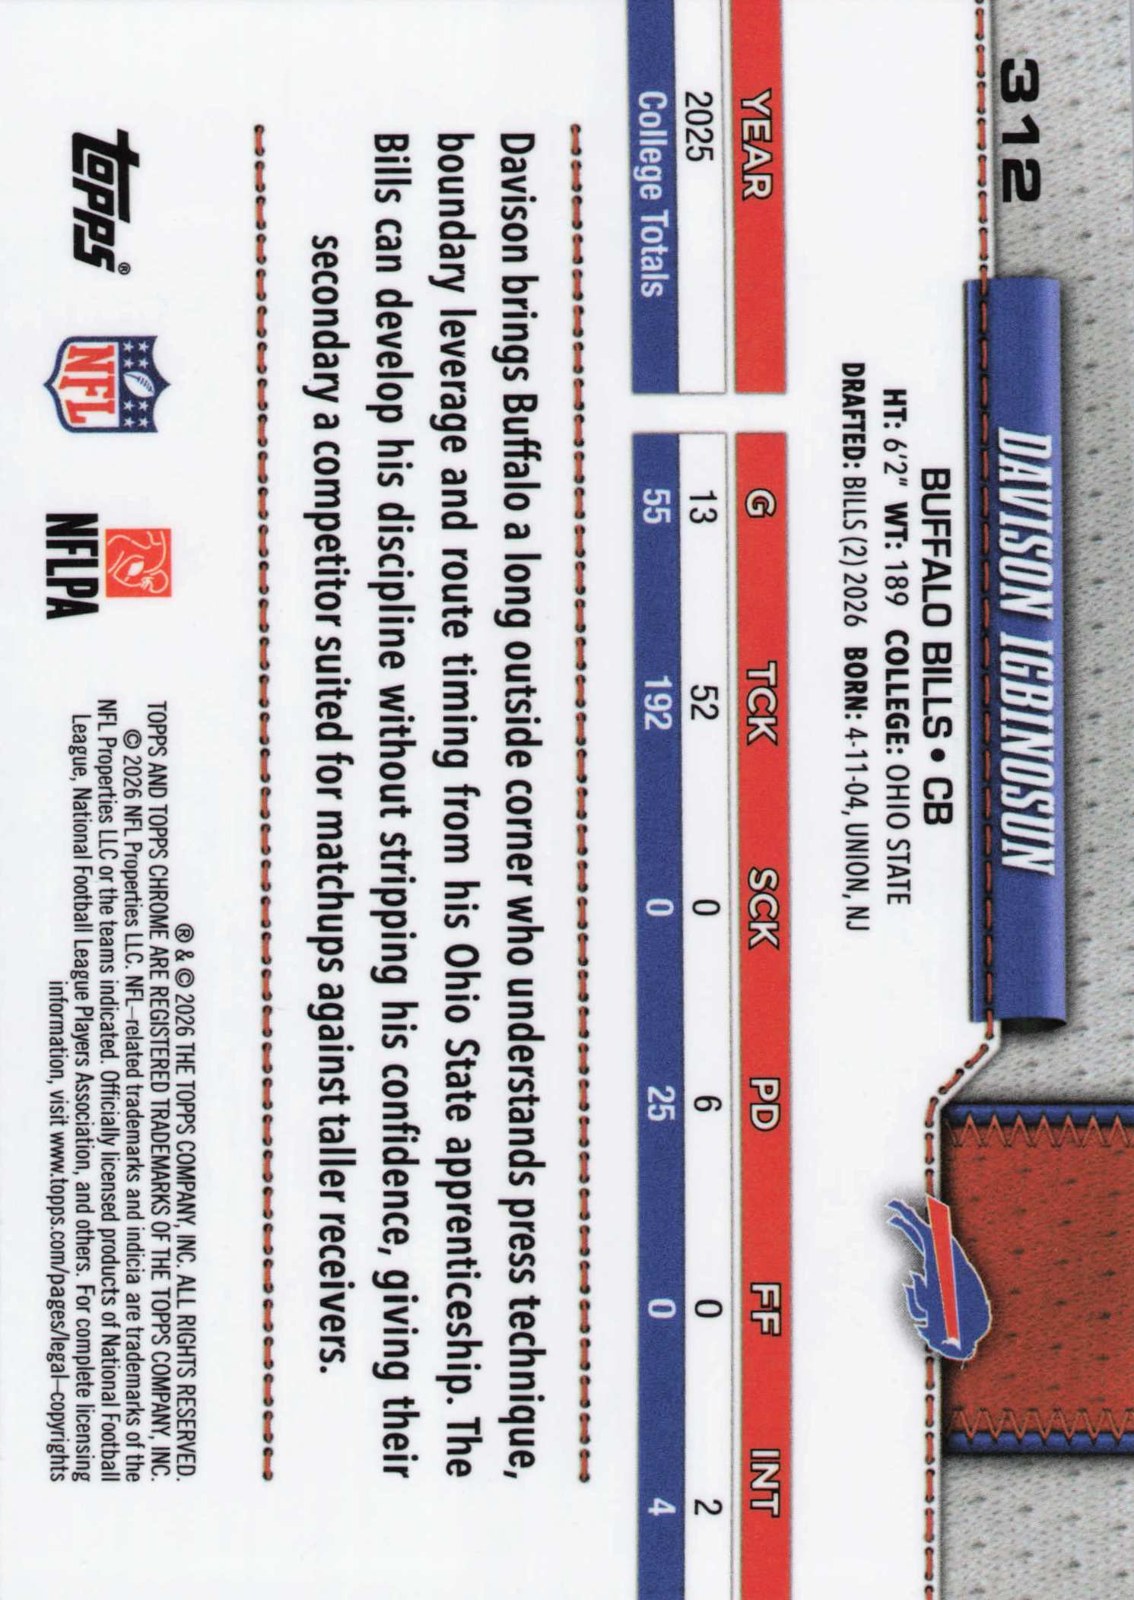 312
DAVISON IGBINOSUN
BUFFALO BILLS • CB
HT: 6'2" WT: 189 COLLEGE: OHIO STATE
DRAFTED: BILLS (2) 2026 BORN: 4-11-04, UNION, NJ
YEAR G TCK SCK PD FF INT
2025 13 52 0 6 0 2
College Totals 55 192 0 25 0 4
Davison brings Buffalo a long outside corner who understands press technique,
boundary leverage and route timing from his Ohio State apprenticeship. The
Bills can develop his discipline without stripping his confidence, giving their
secondary a competitor suited for matchups against taller receivers.
topps®
NFL
NFLPA
® & © 2026 THE TOPPS COMPANY, INC. ALL RIGHTS RESERVED.
TOPPS AND TOPPS CHROME ARE REGISTERED TRADEMARKS OF THE TOPPS COMPANY, INC.
© 2026 NFL Properties LLC. NFL-related trademarks and indicia are trademarks of the
NFL Properties LLC or the teams indicated. Officially licensed products of National Football
League, National Football League Players Association, and others. For complete licensing
information, visit www.topps.com/pages/legal-copyrights